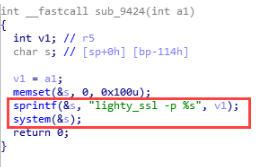 int __fastcall sub_9424(int a1)
{
int v1; // r5
char s; // [sp+0h] [bp-114h]
v1 = a1;
memset(&s, 0, 0x100u);
sprintf(&s, "lighty_ssl -p %s", v1);
system(&s);
return 0;
}